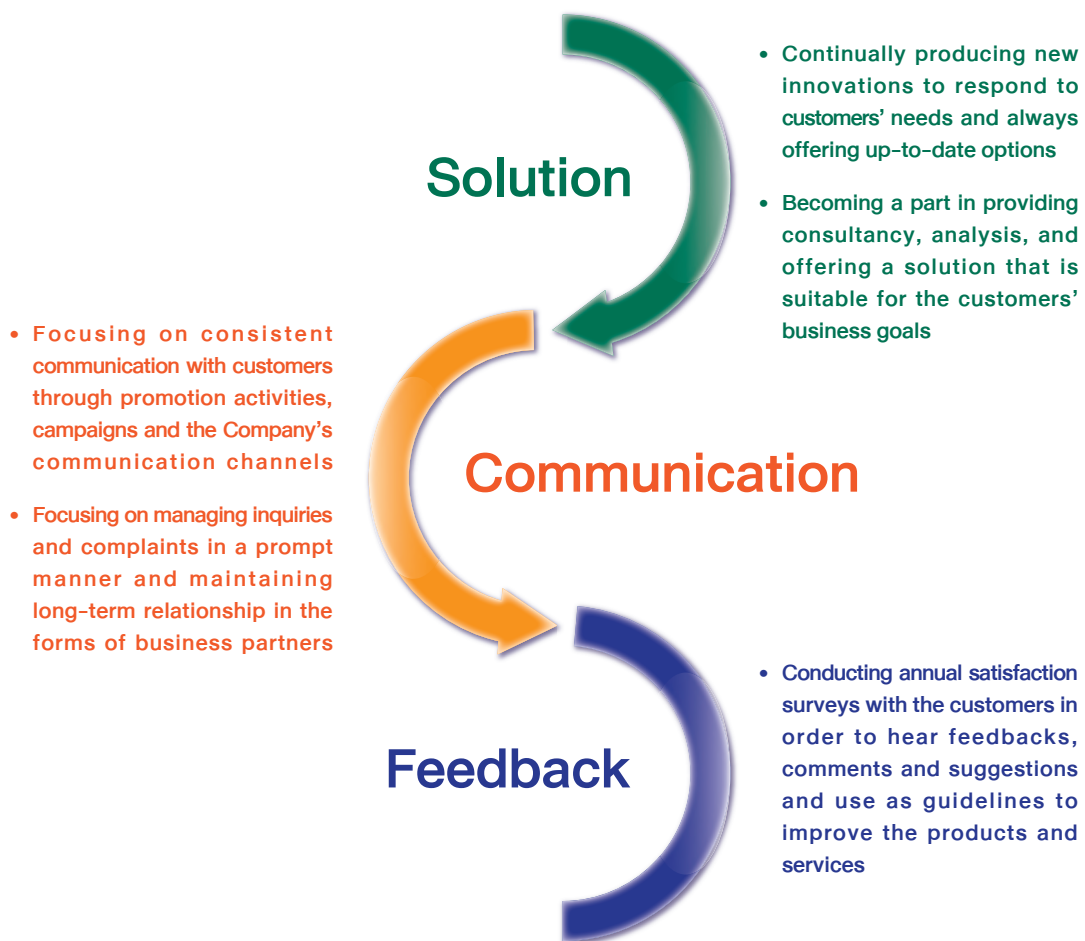 Solution
• Continually producing new
innovations to respond to
customers’ needs and always
offering up-to-date options
• Becoming a part in providing
consultancy, analysis, and
offering a solution that is
suitable for the customers’
business goals
Communication
• Focusing on consistent
communication with customers
through promotion activities,
campaigns and the Company’s
communication channels
• Focusing on managing inquiries
and complaints in a prompt
manner and maintaining
long-term relationship in the
forms of business partners
Feedback
• Conducting annual satisfaction
surveys with the customers in
order to hear feedbacks,
comments and suggestions
and use as guidelines to
improve the products and
services